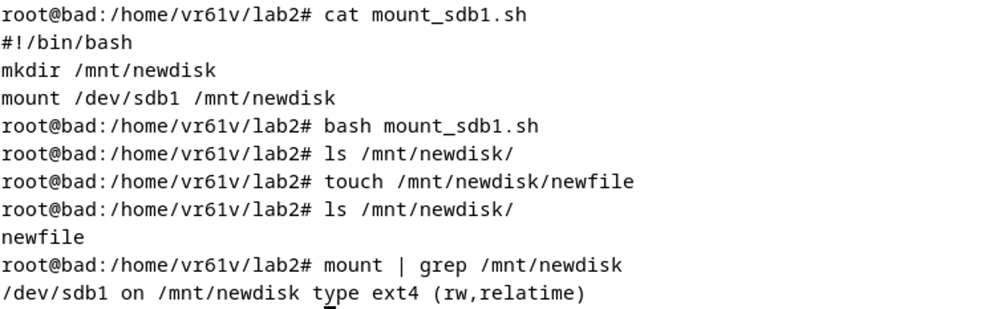 root@bad:/home/vr61v/lab2# cat mount_sdb1.sh
#!/bin/bash
mkdir /mnt/newdisk
mount /dev/sdb1 /mnt/newdisk
root@bad:/home/vr61v/lab2# bash mount_sdb1.sh
root@bad:/home/vr61v/lab2# ls /mnt/newdisk/
root@bad:/home/vr61v/lab2# touch /mnt/newdisk/newfile
root@bad:/home/vr61v/lab2# ls /mnt/newdisk/
newfile
root@bad:/home/vr61v/lab2# mount | grep /mnt/newdisk
/dev/sdb1 on /mnt/newdisk type ext4 (rw,relatime)